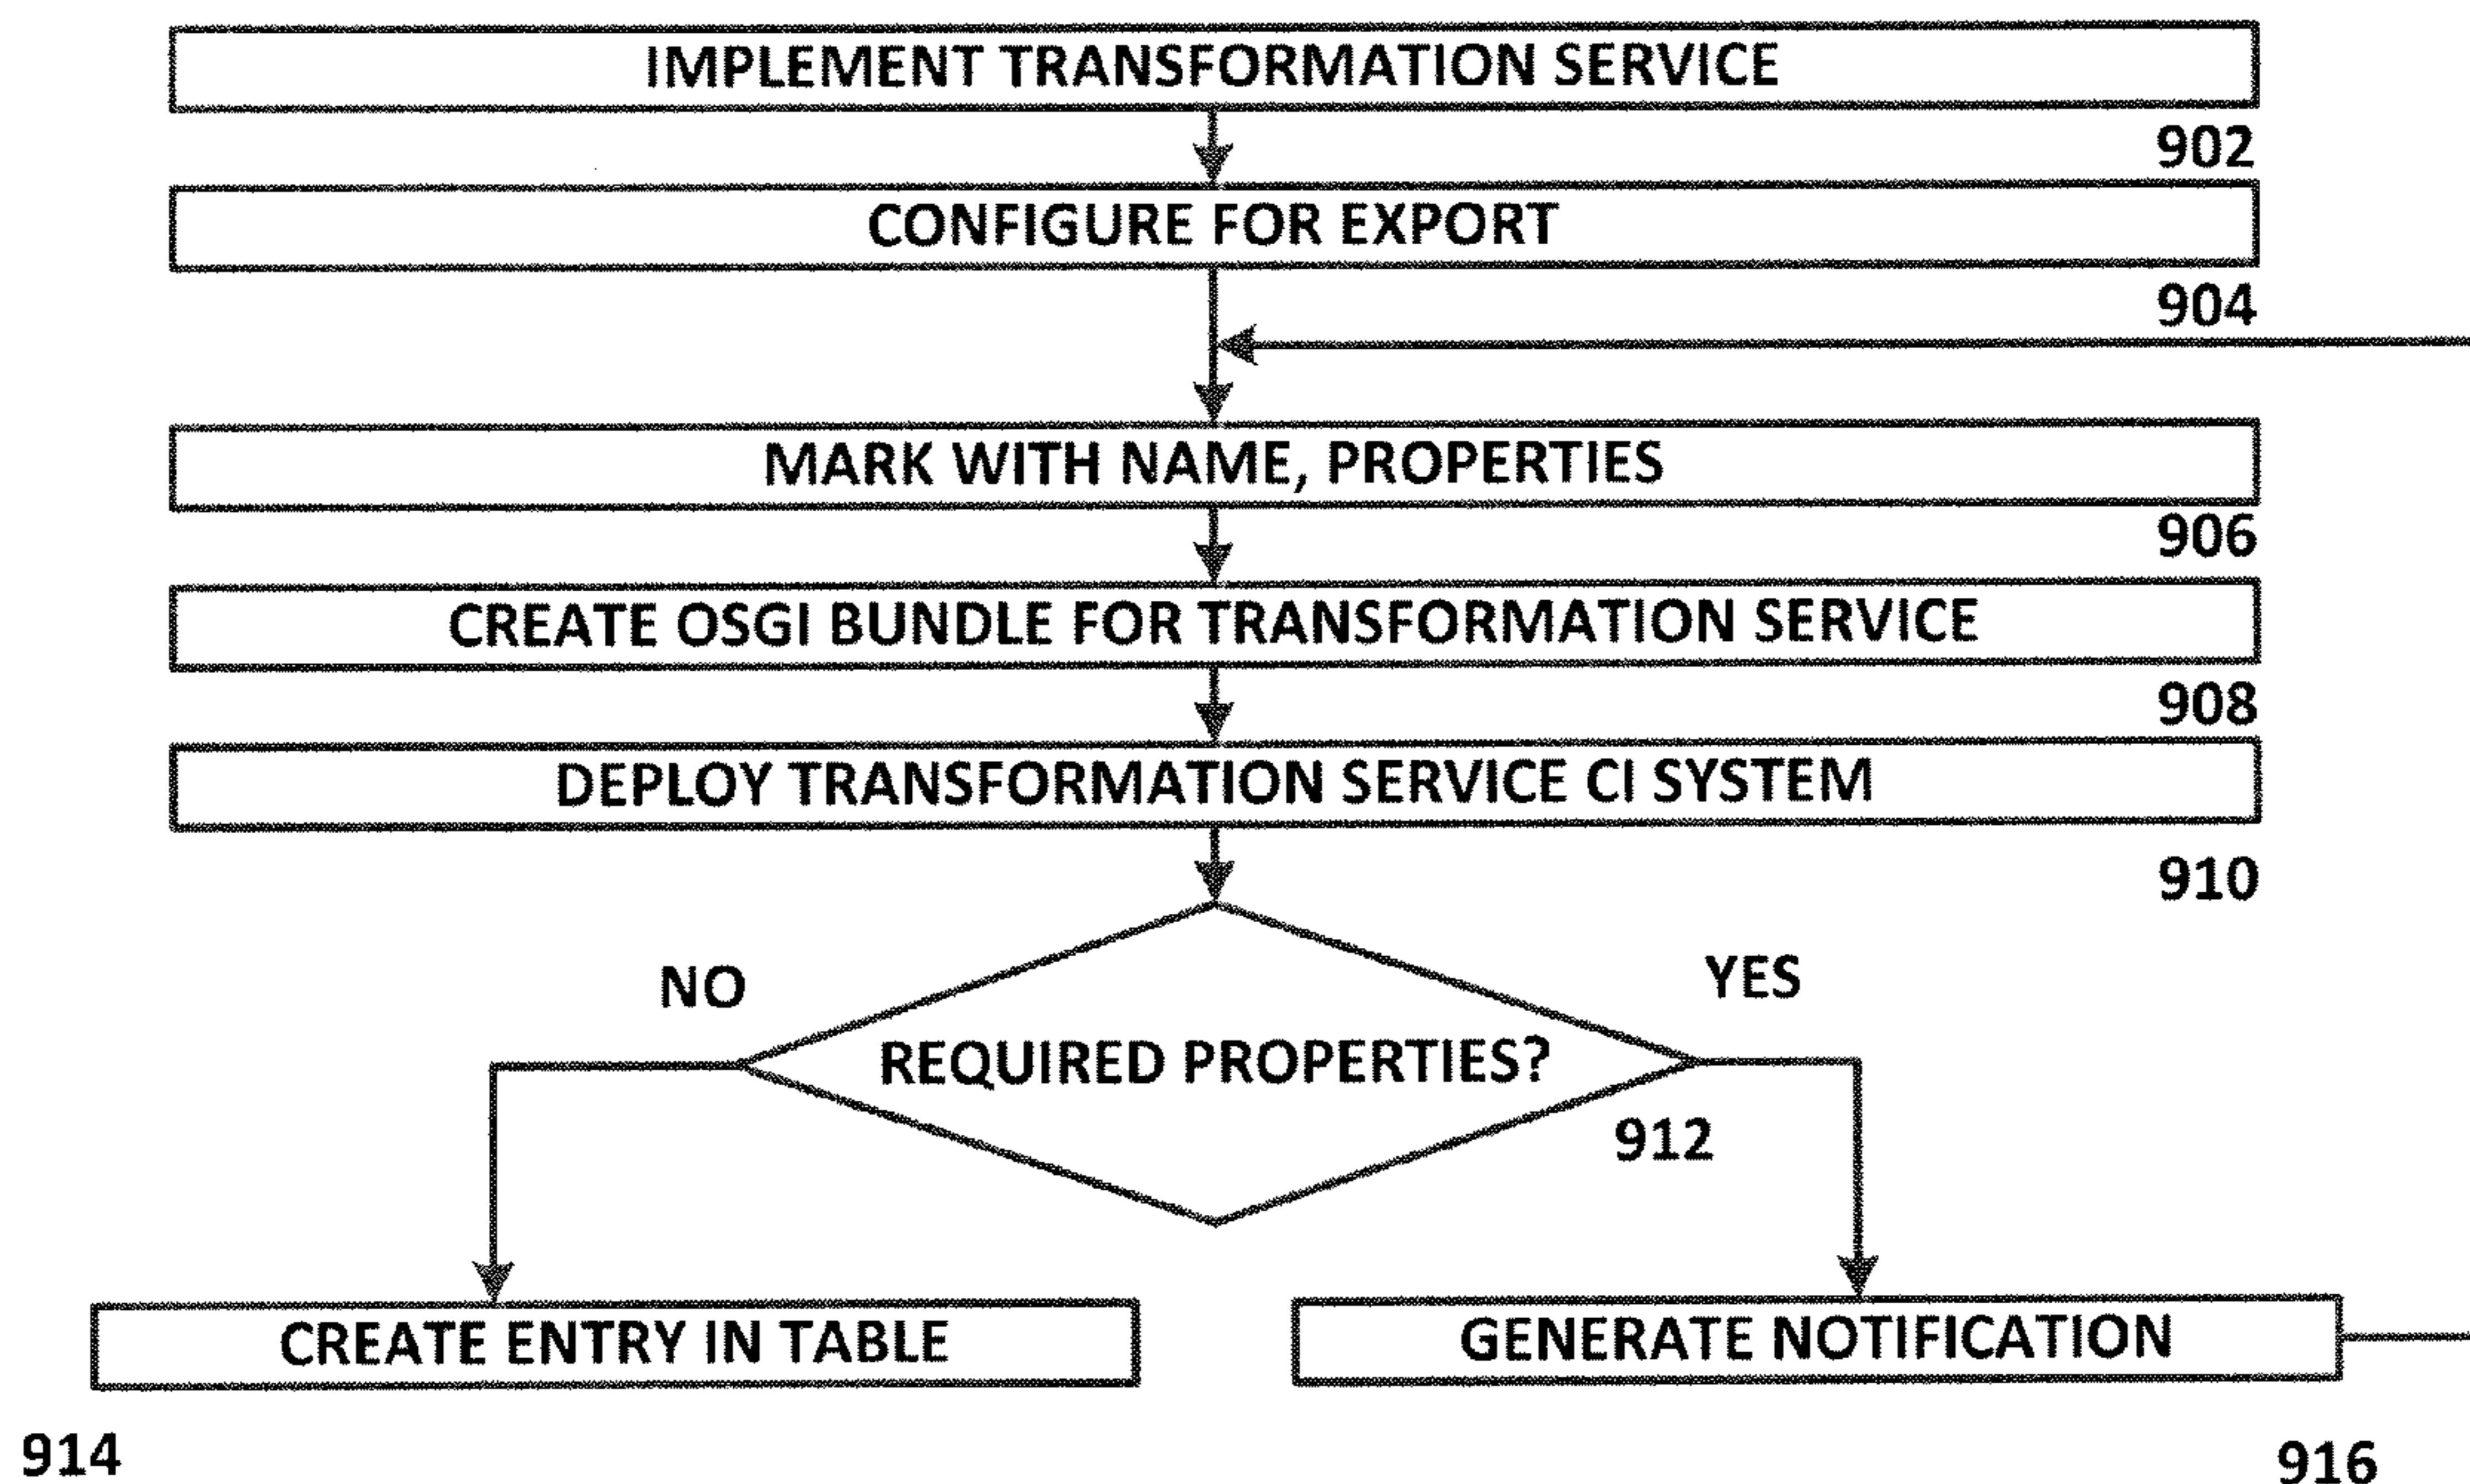 IMPLEMENT TRANSFORMATION SERVICE
902
CONFIGURE FOR EXPORT
904
MARK WITH NAME, PROPERTIES
906
CREATE OSGI BUNDLE FOR TRANSFORMATION SERVICE
908
DEPLOY TRANSFORMATION SERVICE CI SYSTEM
910
NO
YES
REQUIRED PROPERTIES?
912
CREATE ENTRY IN TABLE
GENERATE NOTIFICATION
914
916